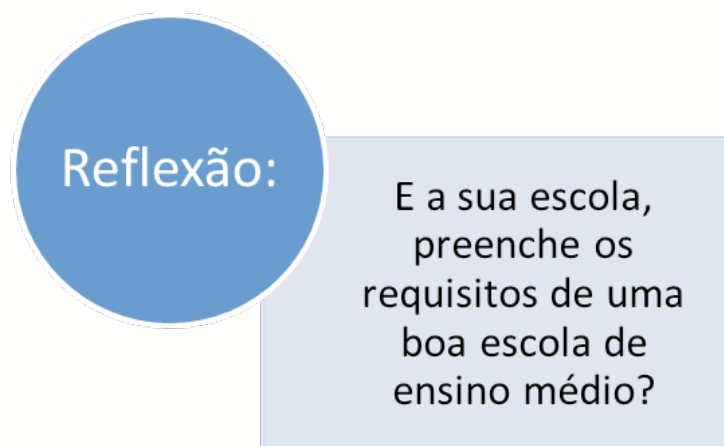 Reflexão:
E a sua escola,
preenche os
requisitos de uma
boa escola de
ensino médio?